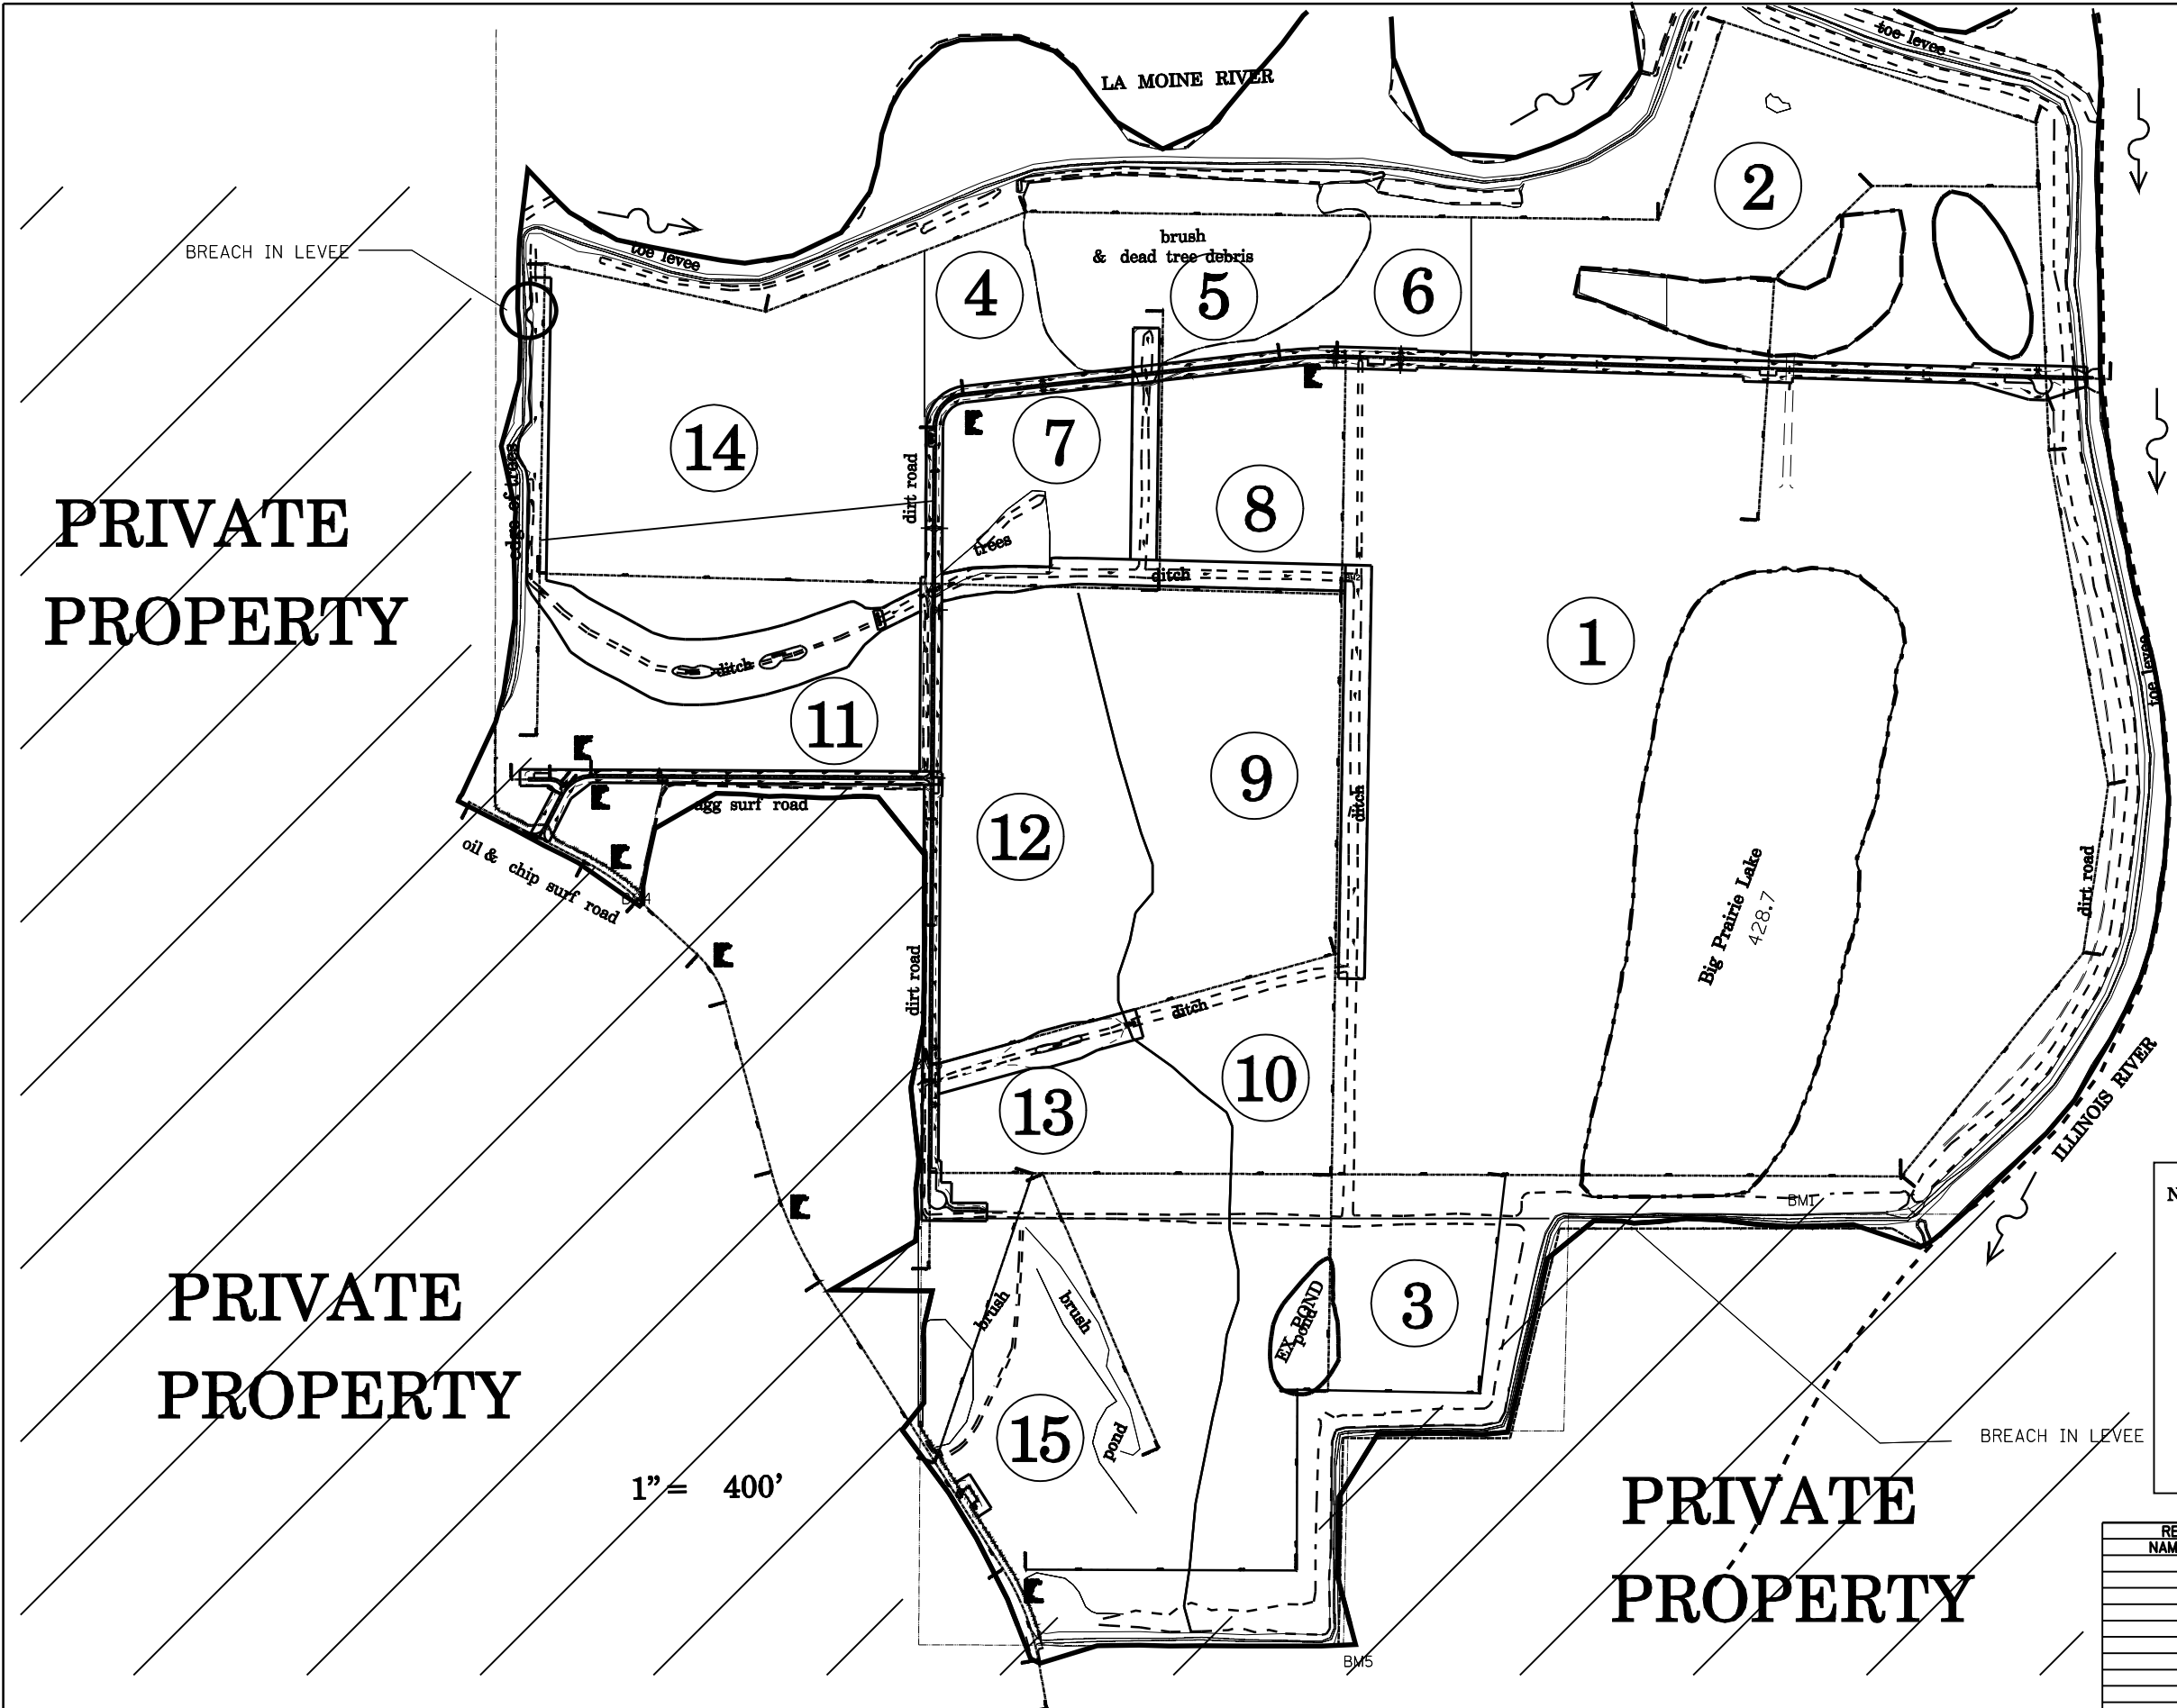 toe levee
LA MOINE RIVER
2
BREACH IN LEVEE
toe levee
brush
& dead tree debris
4
5
6
14
7
dirt road
8
edge of trees
PRIVATE
PROPERTY
trees
ditch
1
ditch
11
toe levee
9
12
ditch
agg surf road
oil & chip surf road
Big Prairie Lake
428.7
dirt road
dirt road
ditch
10
13
ILLINOIS RIVER
BM1
N
PRIVATE
PROPERTY
brush
brush
EX POND
pond
3
15
pond
BREACH IN LEVEE
1"= 400'
PRIVATE
PROPERTY
RE
NAM
BM5